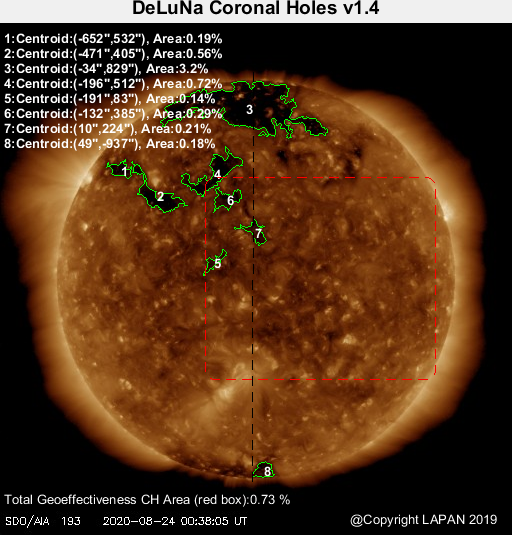 DeLuNa Coronal Holes v1.4
1:Centroid:(-652",532"), Area:0.19%
2:Centroid:(-471",405"), Area:0.56%
3:Centroid:(-34",829"), Area:3.2%
4:Centroid:(-196",512"), Area:0.72%
5:Centroid:(-191",83"), Area:0.14%
6:Centroid:(-132",385"), Area:0.29%
7:Centroid:(10",224"), Area:0.21%
8:Centroid:(49",-937"), Area:0.18%
3
1
4
2
6
7
5
8
Total Geoeffectiveness CH Area (red box):0.73 %
SDO/AIA 193 2020-08-24 00:38:05 UT
@Copyright LAPAN 2019